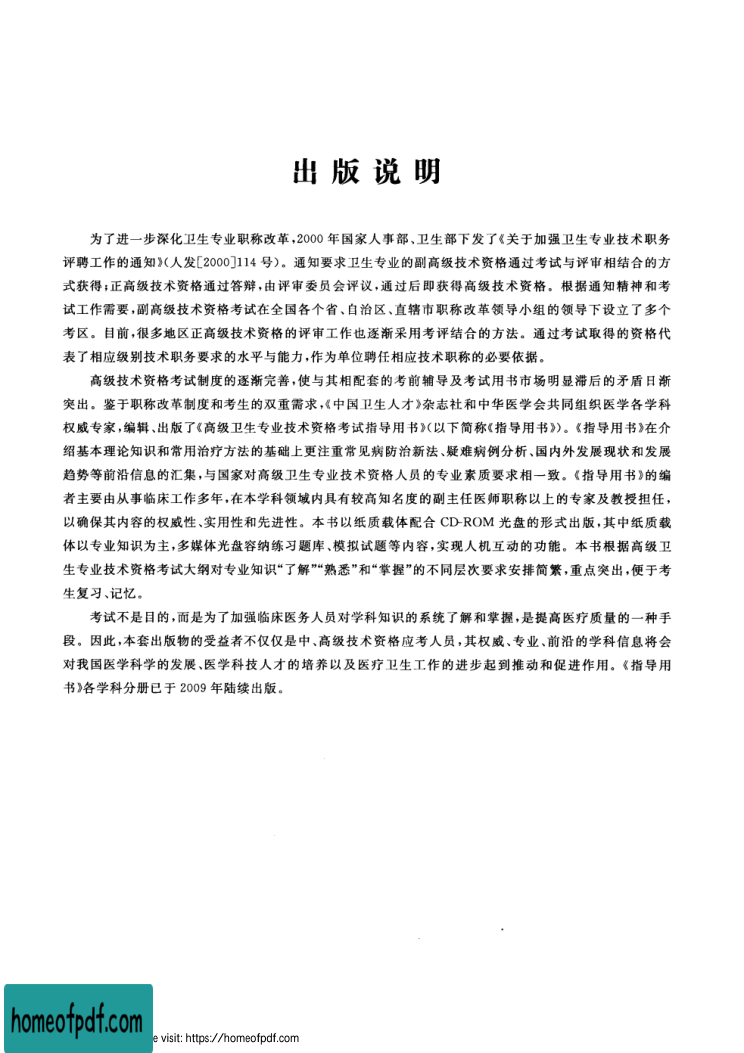 出版说明
为了进一步深化卫生专业职称改革,2000 年国家人事部、卫生部下发了《关于加强卫生专业技术职务
评聘工作的通知》(人发[2000]114 号)。通知要求卫生专业的副高级技术资格通过考试与评审相结合的方
式获得;正高级技术资格通过答辩,由评审委员会评议,通过后即获得高级技术资格。根据通知精神和考
试工作需要,副高级技术资格考试在全国各个省、自治区、直辖市职称改革领导小组的领导下设立了多个
考区。目前,很多地区正高级技术资格的评审工作也逐渐采用考评结合的方法。通过考试取得的资格代
表了相应级别技术职务要求的水平与能力,作为单位聘任相应技术职称的必要依据。
高级技术资格考试制度的逐渐完善,使与其相配套的考前辅导及考试用书市场明显滞后的矛盾日渐
突出。鉴于职称改革制度和考生的双重需求,《中国卫生人才》杂志社和中华医学会共同组织医学各学科
权威专家,编辑、出版了《高级卫生专业技术资格考试指导用书》(以下简称《指导用书》)。《指导用书》在介
绍基本理论知识和常用治疗方法的基础上更注重常见病防治新法、疑难病例分析、国内外发展现状和发展
趋势等前沿信息的汇集,与国家对高级卫生专业技术资格人员的专业素质要求相一致。《指导用书》的编
者主要由从事临床工作多年,在本学科领域内具有较高知名度的副主任医师职称以上的专家及教授担任,
以确保其内容的权威性、实用性和先进性。本书以纸质载体配合 CD-ROM 光盘的形式出版,其中纸质载
体以专业知识为主,多媒体光盘容纳练习题库、模拟试题等内容,实现人机互动的功能。本书根据高级卫
生专业技术资格考试大纲对专业知识“了解”“熟悉”和“掌握”的不同层次要求安排简繁,重点突出,便于考
生复习、记忆。
考试不是目的,而是为了加强临床医务人员对学科知识的系统了解和掌握,是提高医疗质量的一种手
段。因此,本套出版物的受益者不仅仅是中、高级技术资格应考人员,其权威、专业、前沿的学科信息将会
对我国医学科学的发展、医学科技人才的培养以及医疗卫生工作的进步起到推动和促进作用。《指导用
书》各学科分册已于 2009 年陆续出版。
homeofpdf.com
e visit: https://homeofpdf.com